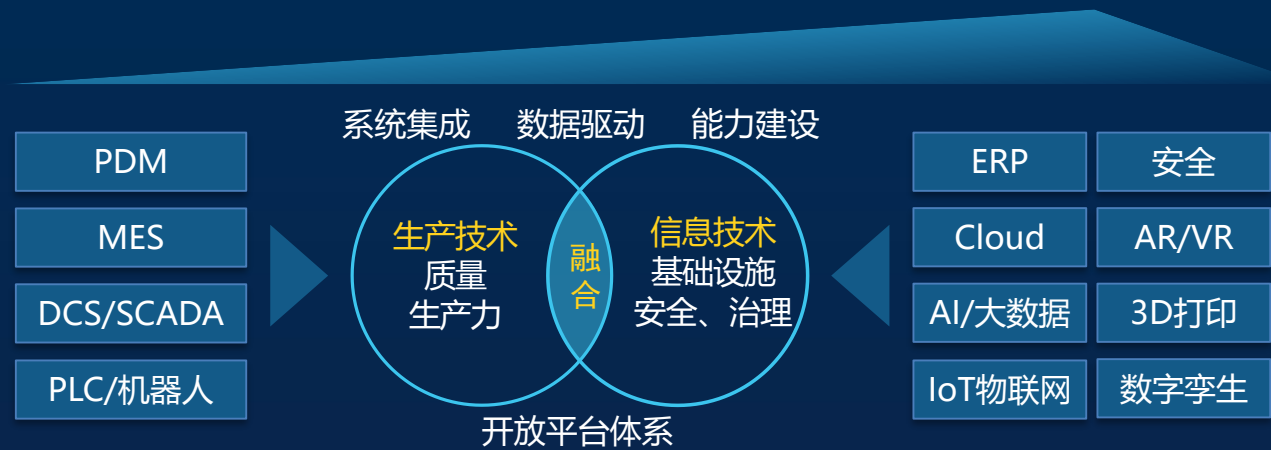 系统集成 数据驱动 能力建设
PDM
MES
DCS/SCADA
PLC/机器人
生产技术
质量
生产力
融
合
信息技术
基础设施
安全、治理
开放平台体系
ERP 安全
Cloud AR/VR
AI/大数据 3D打印
IoT物联网 数字孪生